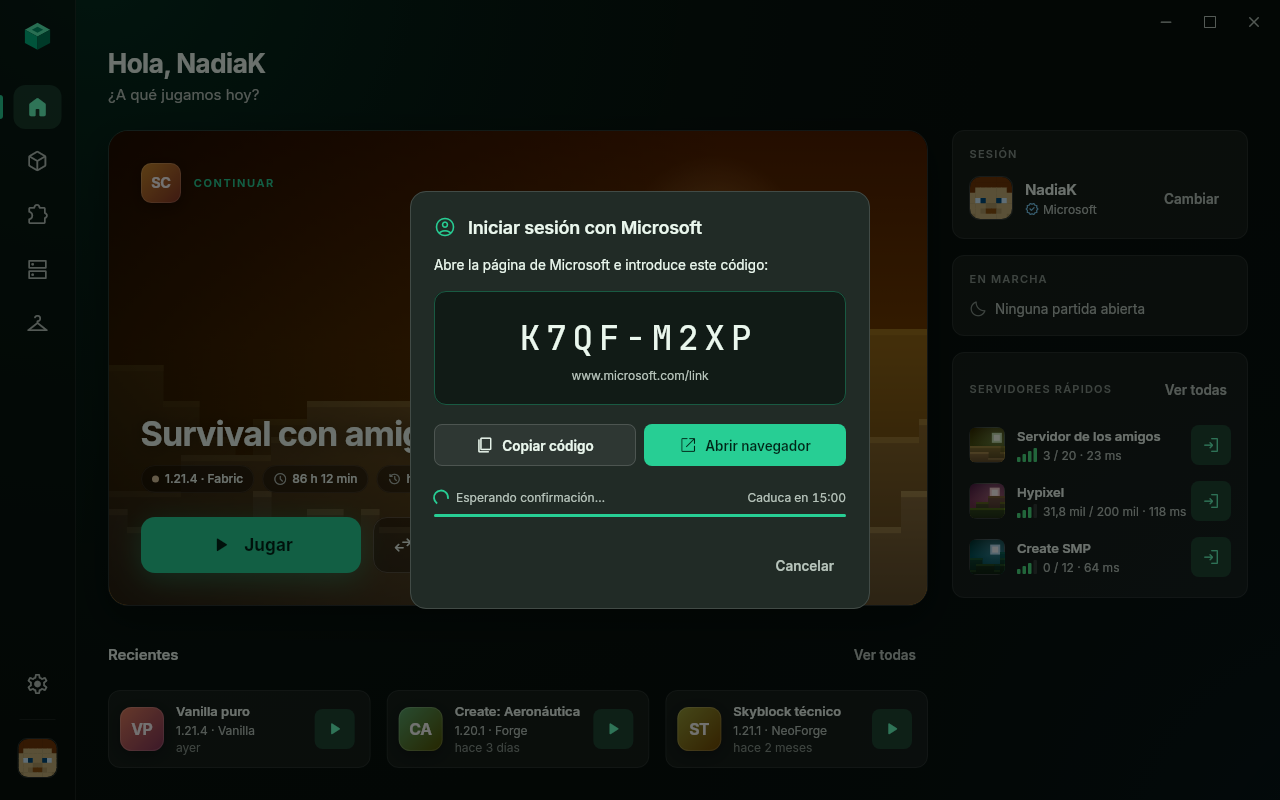 Hola, NadiaK
¿A qué jugamos hoy?
SC
CONTINUAR
Survival con
1.21.4 · Fabric
86 h 12 min
Jugar
Iniciar sesión con Microsoft
Abre la página de Microsoft e introduce este código:
K7QF-M2XP
www.microsoft.com/link
Copiar código
Abrir navegador
Esperando confirmación...
Caduca en 15:00
Cancelar
SESIÓN
NadiaK
Microsoft
Cambiar
EN MARCHA
Ninguna partida abierta
SERVIDORES RÁPIDOS
Ver todas
Servidor de los amigos
3 / 20 · 23 ms
Hypixel
31,8 mil / 200 mil · 118 ms
Create SMP
0 / 12 · 64 ms
Recientes
Ver todas
VP
Vanilla puro
1.21.4 · Vanilla
ayer
CA
Create: Aeronáutica
1.20.1 · Forge
hace 3 días
ST
Skyblock técnico
1.21.1 · NeoForge
hace 2 meses